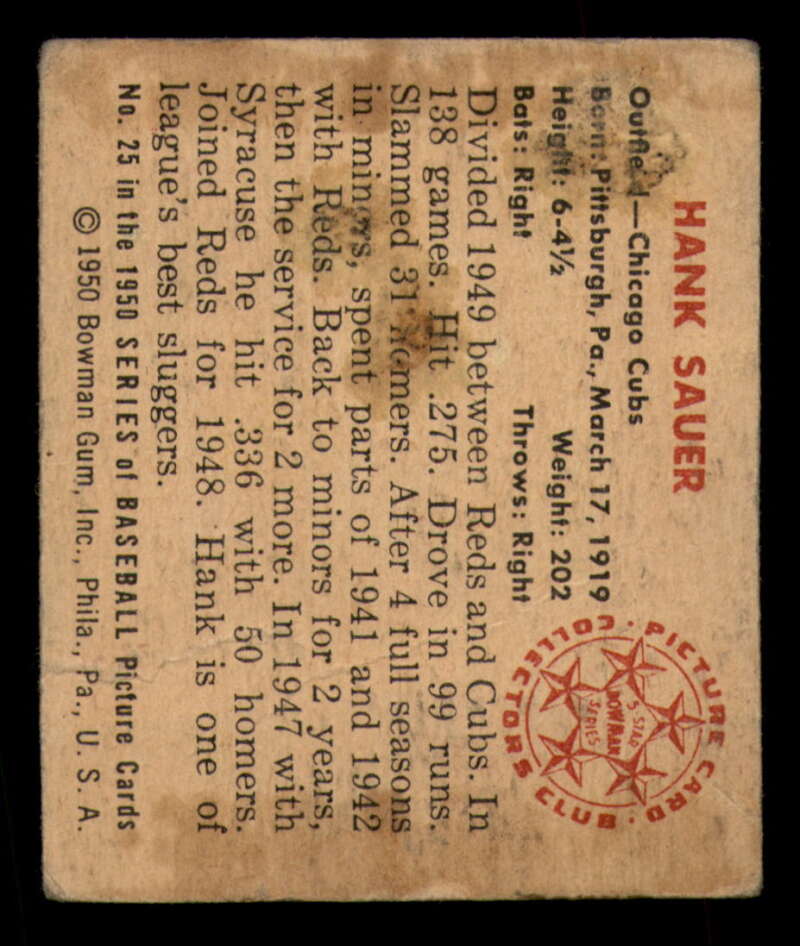 HANK SAUER
Outfield—Chicago Cubs
Born: Pittsburgh, Pa., March 17, 1919
Height: 6-4½ Weight: 202
Bats: Right Throws: Right
Divided 1949 between Reds and Cubs. In
138 games. Hit .275. Drove in 99 runs.
Slammed 31 homers. After 4 full seasons
in minors, spent parts of 1941 and 1942
with Reds. Back to minors for 2 years,
then the service for 2 more. In 1947 with
Syracuse he hit .336 with 50 homers.
Joined Reds for 1948. Hank is one of
league's best sluggers.
No. 25 in the 1950 SERIES of BASEBALL Picture Cards
© 1950 Bowman Gum, Inc., Phila., Pa., U. S. A.
PICTURE CARD · COLLECTORS CLUB ·
5-STAR
BOWMAN
SERIES